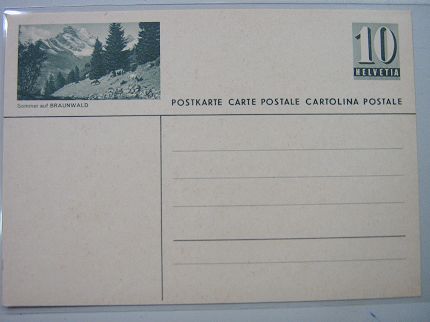 10
HELVETIA
Sommer auf BRAUNWALD
POSTKARTE CARTE POSTALE CARTOLINA POSTALE